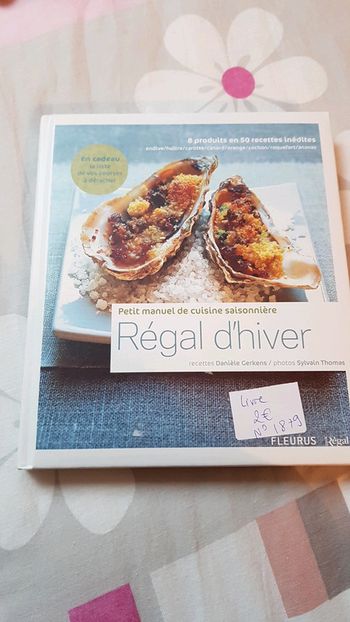 8 produits en 50 recettes inédites
endive/huître/carotte/canard/orange/cochon/roquefort/ananas
En cadeau
la liste
de vos courses
à détacher
Petit manuel de cuisine saisonnière
Régal d'hiver
recettes Danièle Gerkens / photos Sylvain Thomas
Livre
2€
N° 1879
FLEURUS
Régal